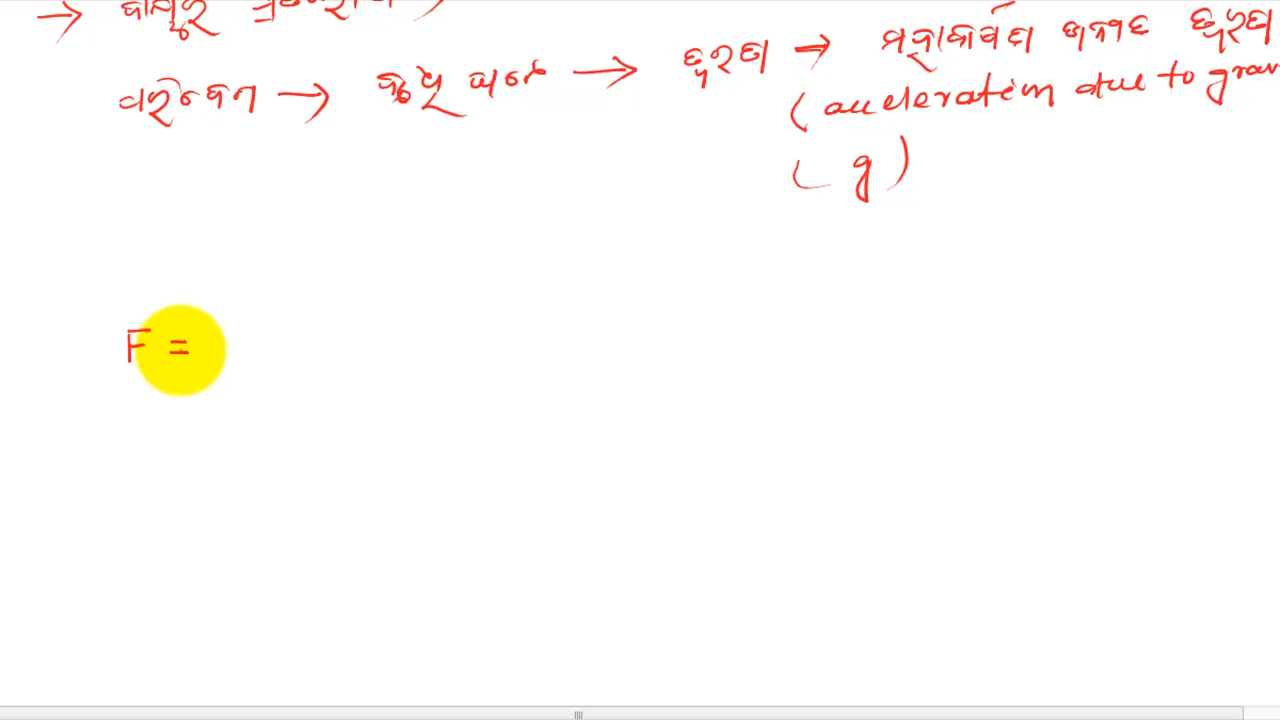 → ବାୟୁର
ପରିବେଗ → ବୃଦ୍ଧି ଘଟେ → ତ୍ୱରଣ → ମହାକର୍ଷଣ ଜନୀତ ତ୍ୱରଣ
(acceleration due to grav
(g)
F =